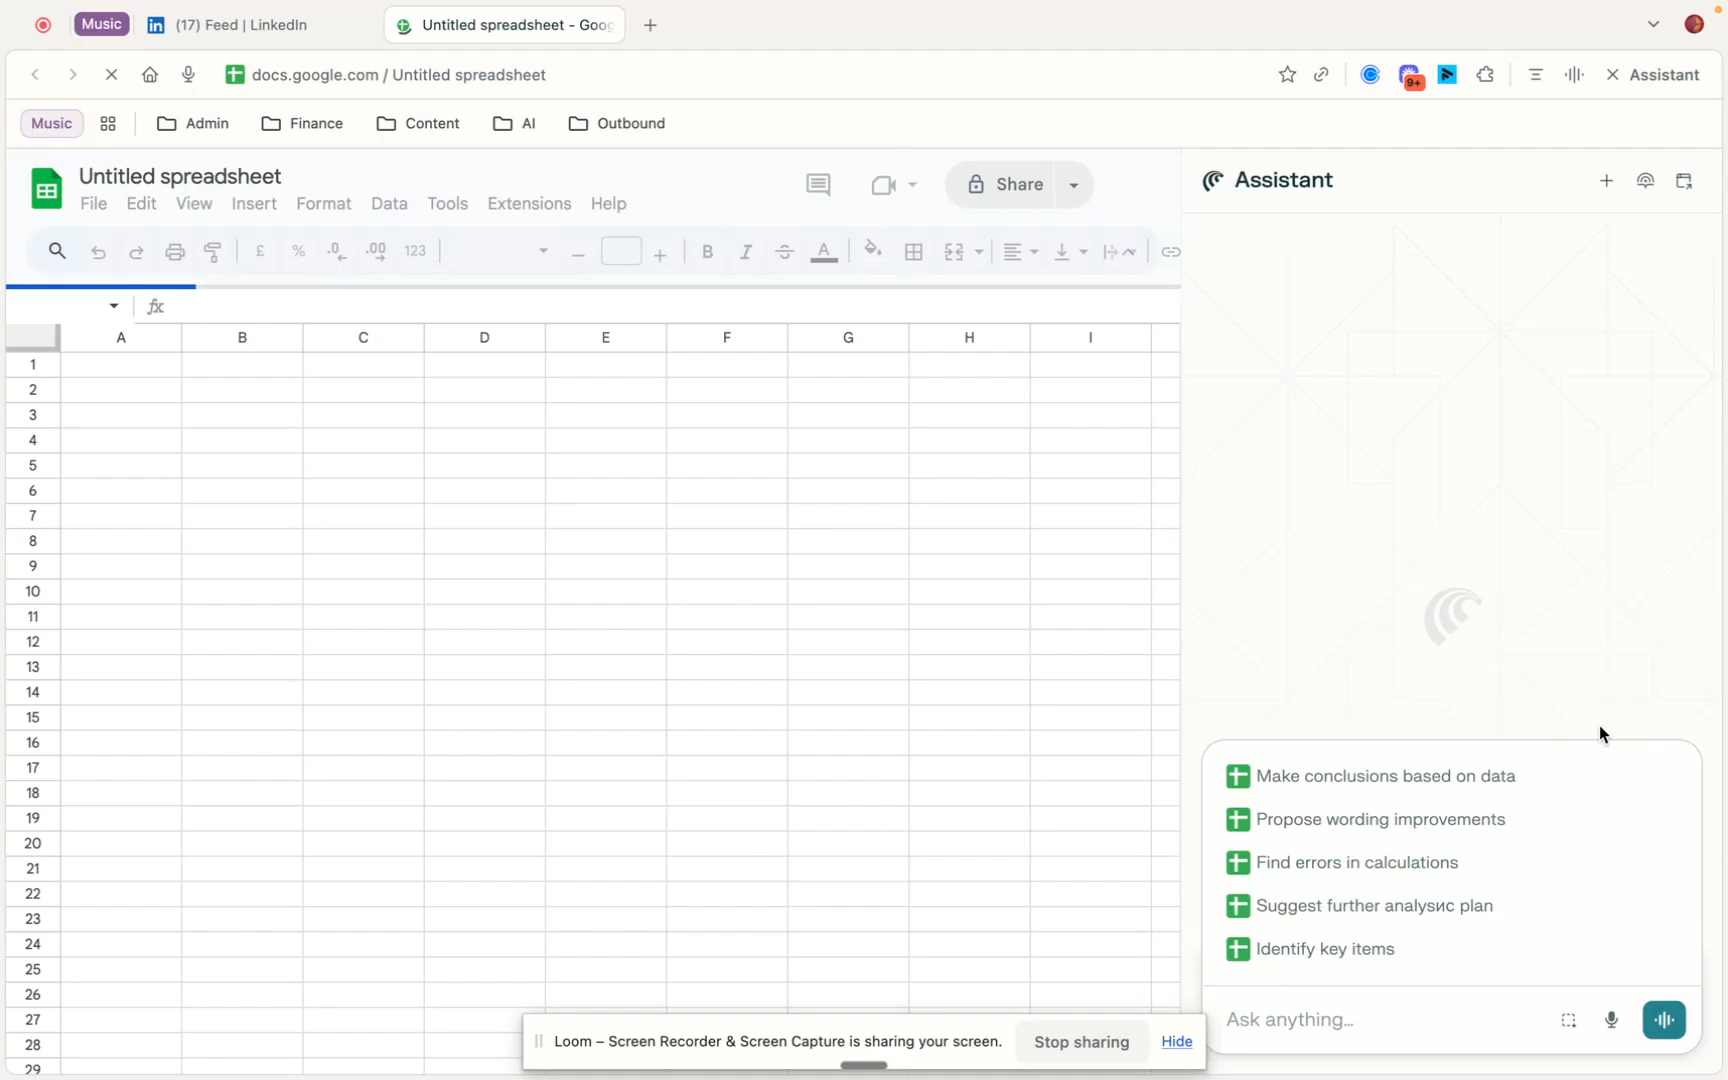 Music
(17) Feed | LinkedIn
Untitled spreadsheet - Goog
docs.google.com / Untitled spreadsheet
9+
Assistant
Music
Admin
Finance
Content
AI
Outbound
Untitled spreadsheet
File Edit View Insert Format Data Tools Extensions Help
Share
£ % .0 .00 123
B I S A
fx
A B C D E F G H I
1
2
3
4
5
6
7
8
9
10
11
12
13
14
15
16
17
18
19
20
21
22
23
24
25
26
27
28
29
Assistant
Make conclusions based on data
Propose wording improvements
Find errors in calculations
Suggest further analysис plan
Identify key items
Ask anything...
Loom – Screen Recorder & Screen Capture is sharing your screen.
Stop sharing
Hide